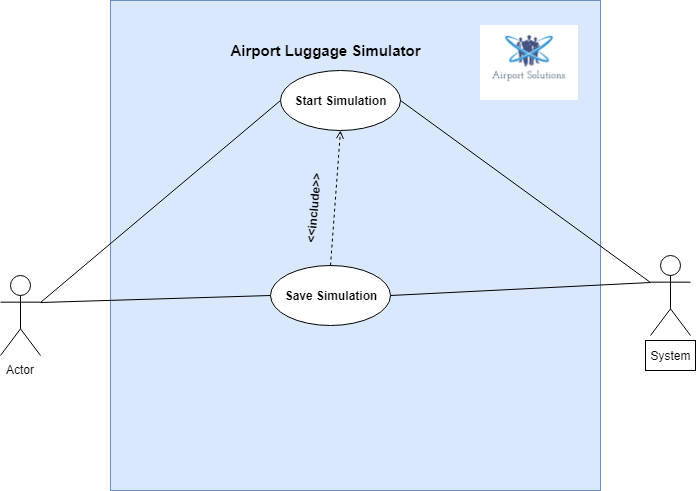 Airport Luggage Simulator
Airport Solutions
Start Simulation
<<include>>
Save Simulation
Actor
System